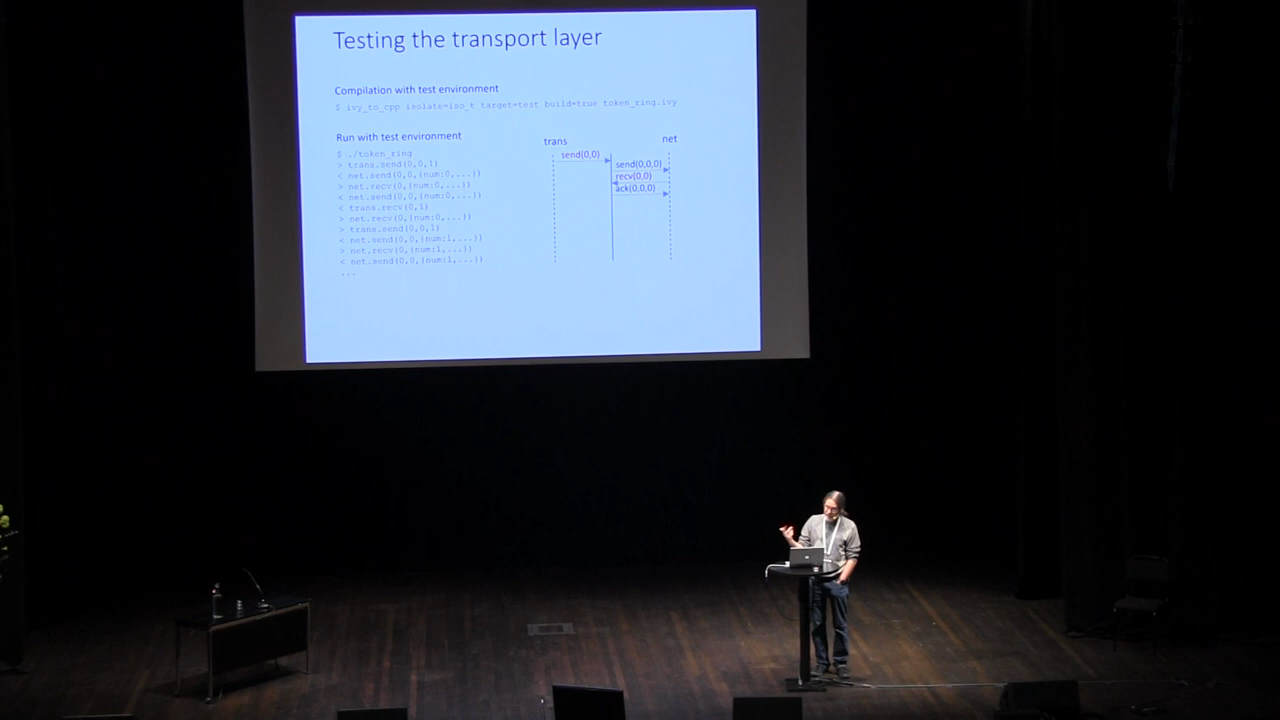 Testing the transport layer
Compilation with test environment
$ ivy_to_cpp isolate=iso_t target=test build=true token_ring.ivy
Run with test environment
$ ./token_ring
> trans.send(0,0,1)
< net.send(0,0,{num:0,...})
> net.recv(0,{num:0,...})
< net.send(0,0,{num:0,...})
< trans.recv(0,1)
> net.recv(0,{num:0,...})
> trans.send(0,0,1)
< net.send(0,0,{num:1,...})
> net.recv(0,{num:1,...})
< net.send(0,0,{num:1,...})
...
trans
net
send(0,0)
send(0,0,0)
recv(0,0)
ack(0,0,0)